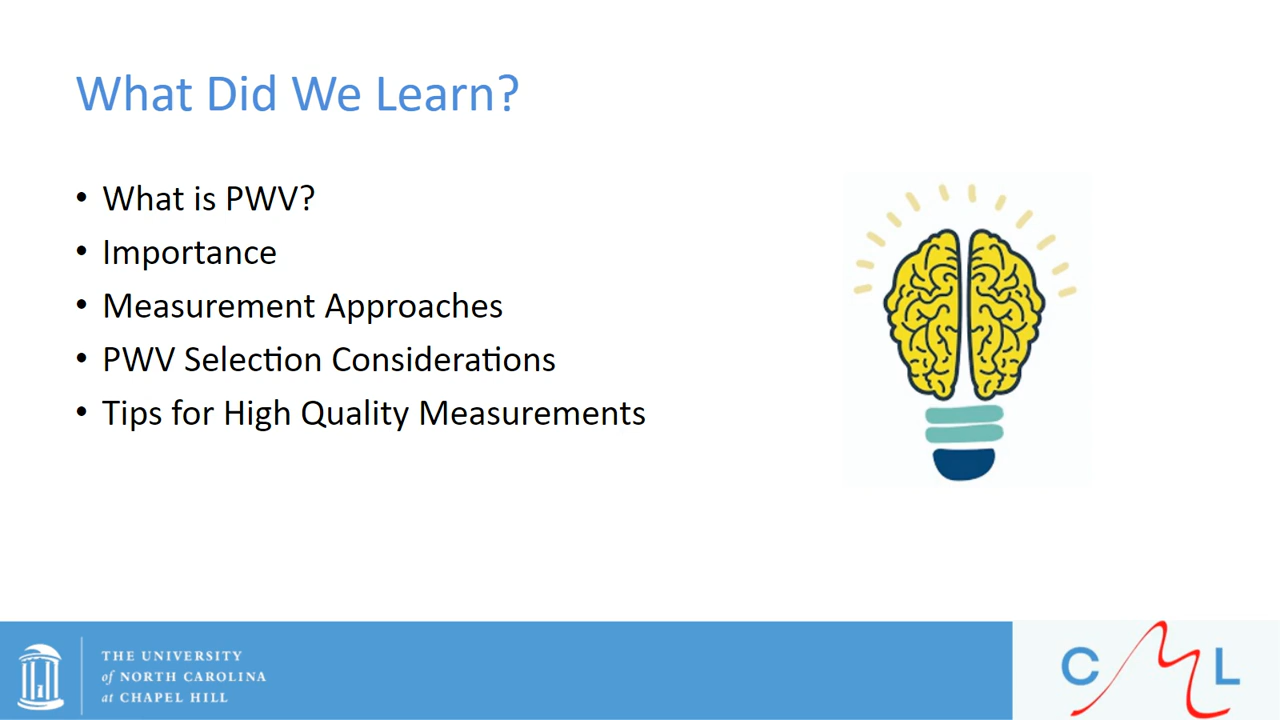 What Did We Learn?
• What is PWV?
• Importance
• Measurement Approaches
• PWV Selection Considerations
• Tips for High Quality Measurements
THE UNIVERSITY
of NORTH CAROLINA
at CHAPEL HILL
CML